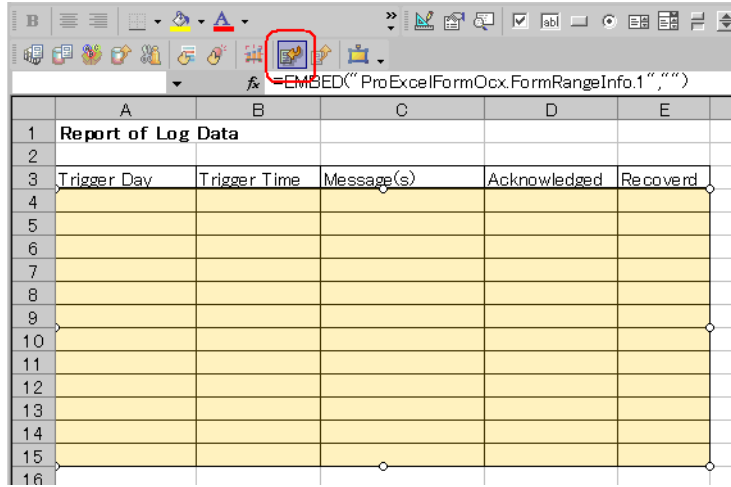 B A
abl
fx =EMBED("ProExcelFormOcx.FormRangeInfo.1","")
A B C D E
1 Report of Log Data
2
3 Trigger Day Trigger Time Message(s) Acknowledged Recoverd
4
5
6
7
8
9
10
11
12
13
14
15
16